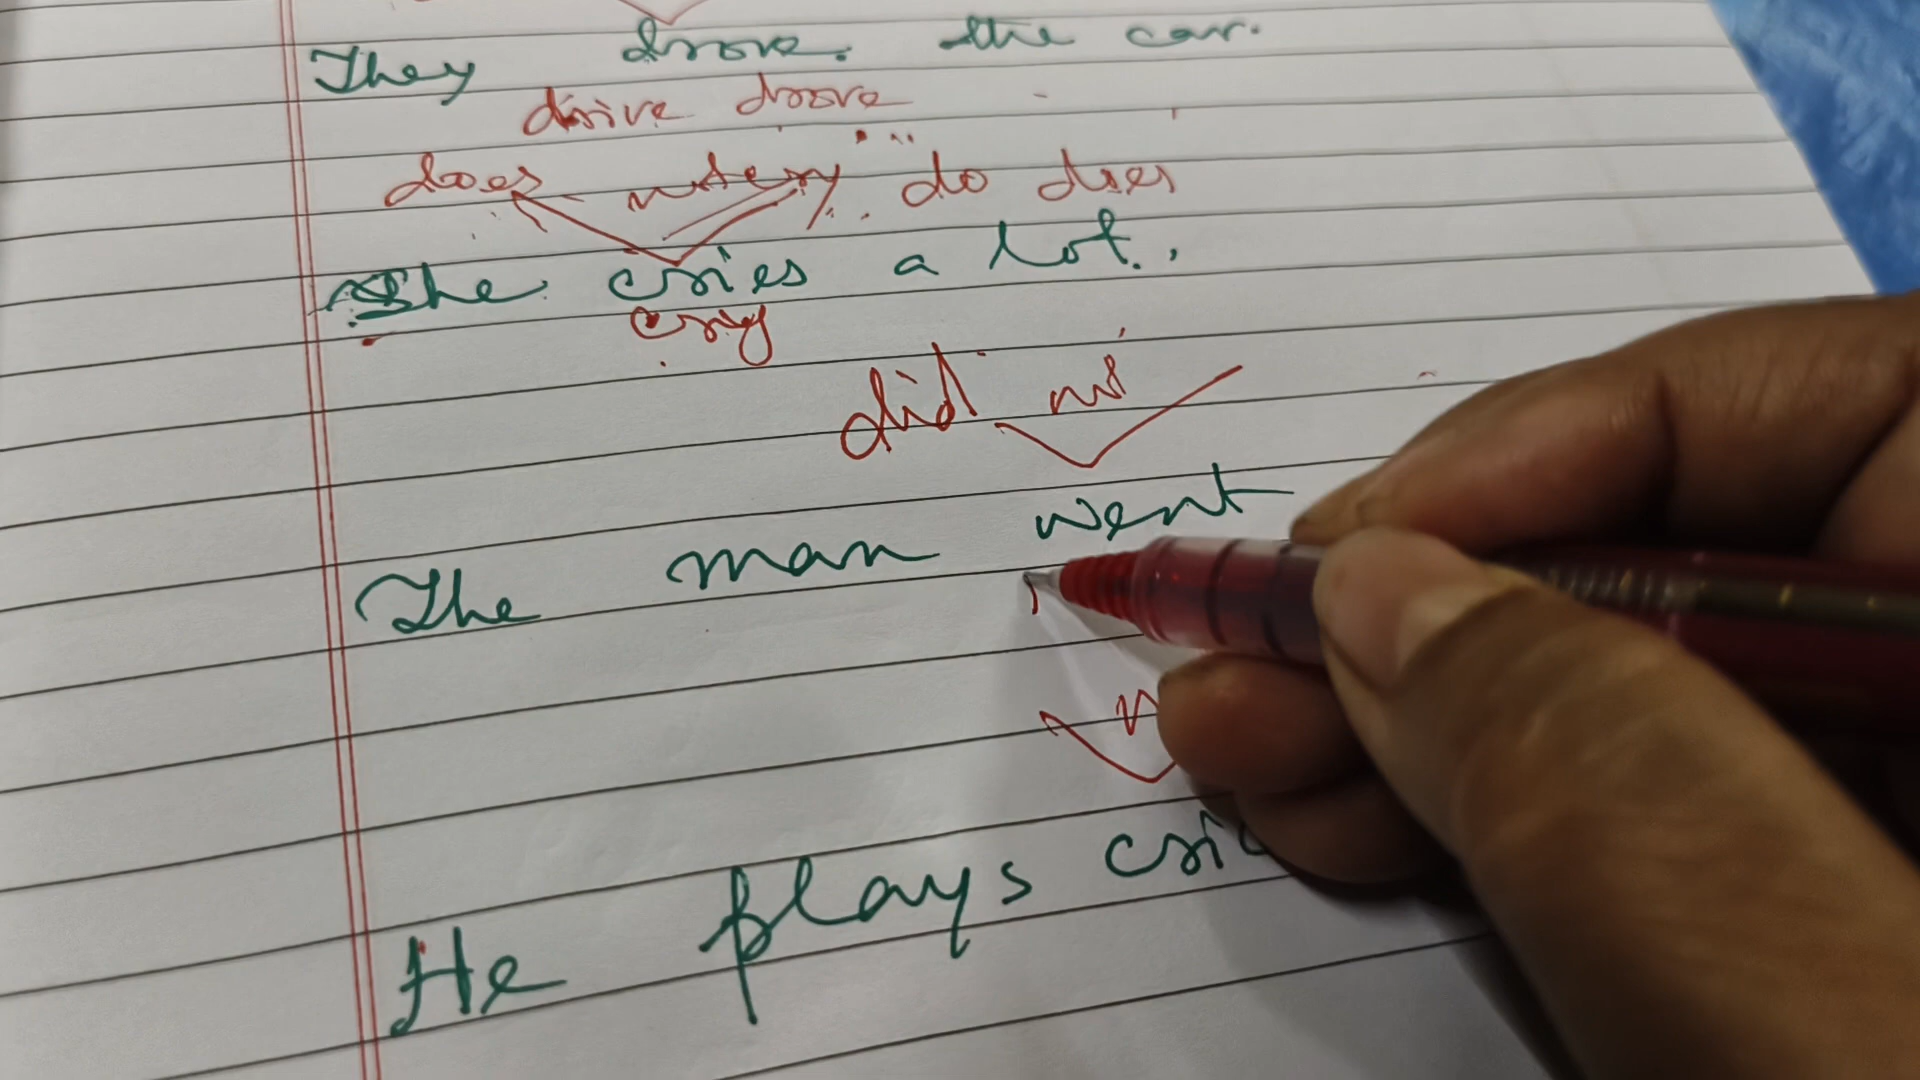 They drove. the car.
drive drove
does do does
She cries a lot.
cry
did
The man went
He plays cric